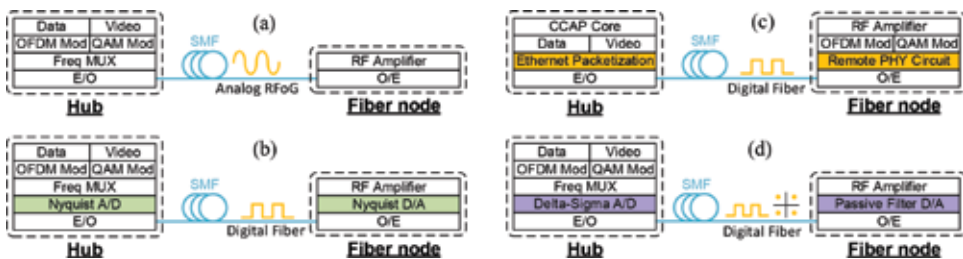 (a)
Data Video
OFDM Mod QAM Mod
Freq MUX
E/O
Hub
SMF
Analog RFoG
RF Amplifier
O/E
Fiber node
(c)
CCAP Core
Data Video
Ethernet Packetization
E/O
Hub
SMF
Digital Fiber
RF Amplifier
OFDM Mod QAM Mod
Remote PHY Circuit
O/E
Fiber node
(b)
Data Video
OFDM Mod QAM Mod
Freq MUX
Nyquist A/D
E/O
Hub
SMF
Digital Fiber
RF Amplifier
Nyquist D/A
O/E
Fiber node
(d)
Data Video
OFDM Mod QAM Mod
Freq MUX
Delta-Sigma A/D
E/O
Hub
SMF
Digital Fiber
RF Amplifier
Passive Filter D/A
O/E
Fiber node